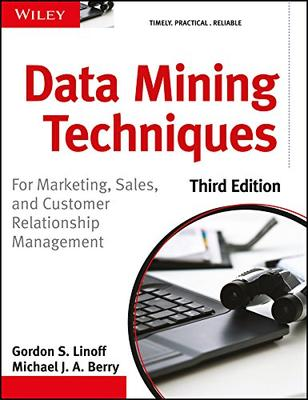 WILEY
TIMELY. PRACTICAL. RELIABLE
Data Mining
Techniques
For Marketing, Sales,
and Customer
Relationship
Management
Third Edition
Gordon S. Linoff
Michael J. A. Berry